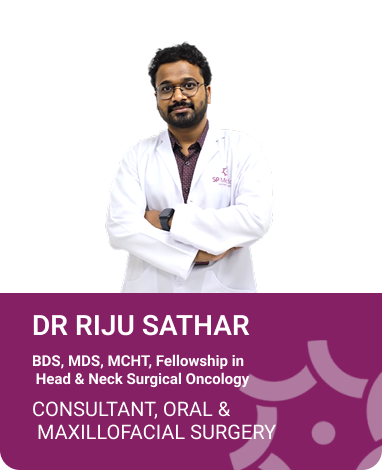 DR RIJU SATHAR
BDS, MDS, MCHT, Fellowship in
Head & Neck Surgical Oncology
CONSULTANT, ORAL &
MAXILLOFACIAL SURGERY